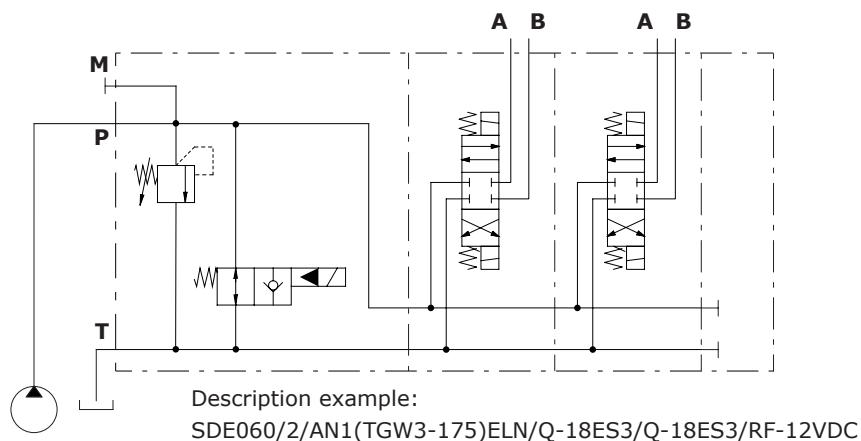 A B A B
M
P
T
Description example:
SDE060/2/AN1(TGW3-175)ELN/Q-18ES3/Q-18ES3/RF-12VDC